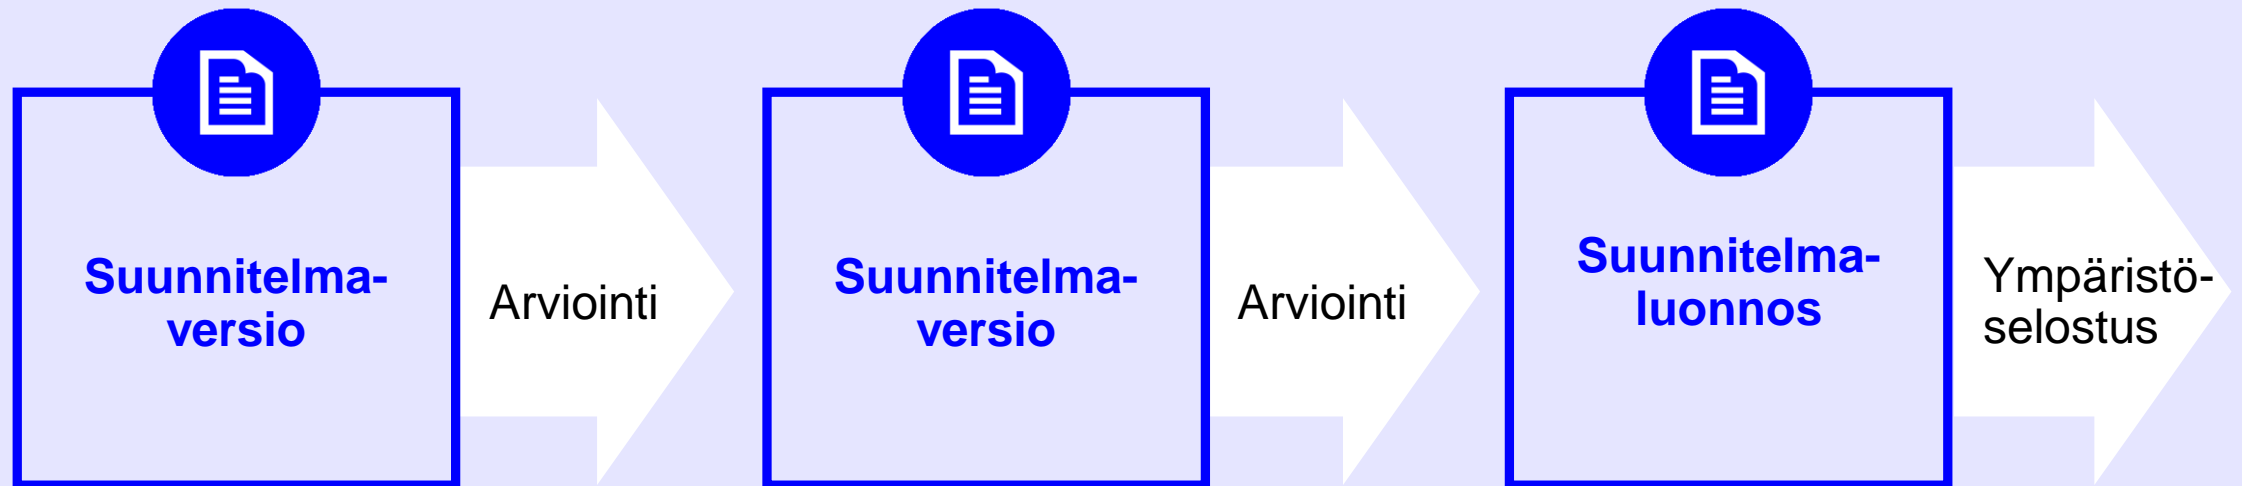 Suunnitelma-
versio
Arviointi
Suunnitelma-
versio
Arviointi
Suunnitelma-
luonnos
Ympäristö-
selostus